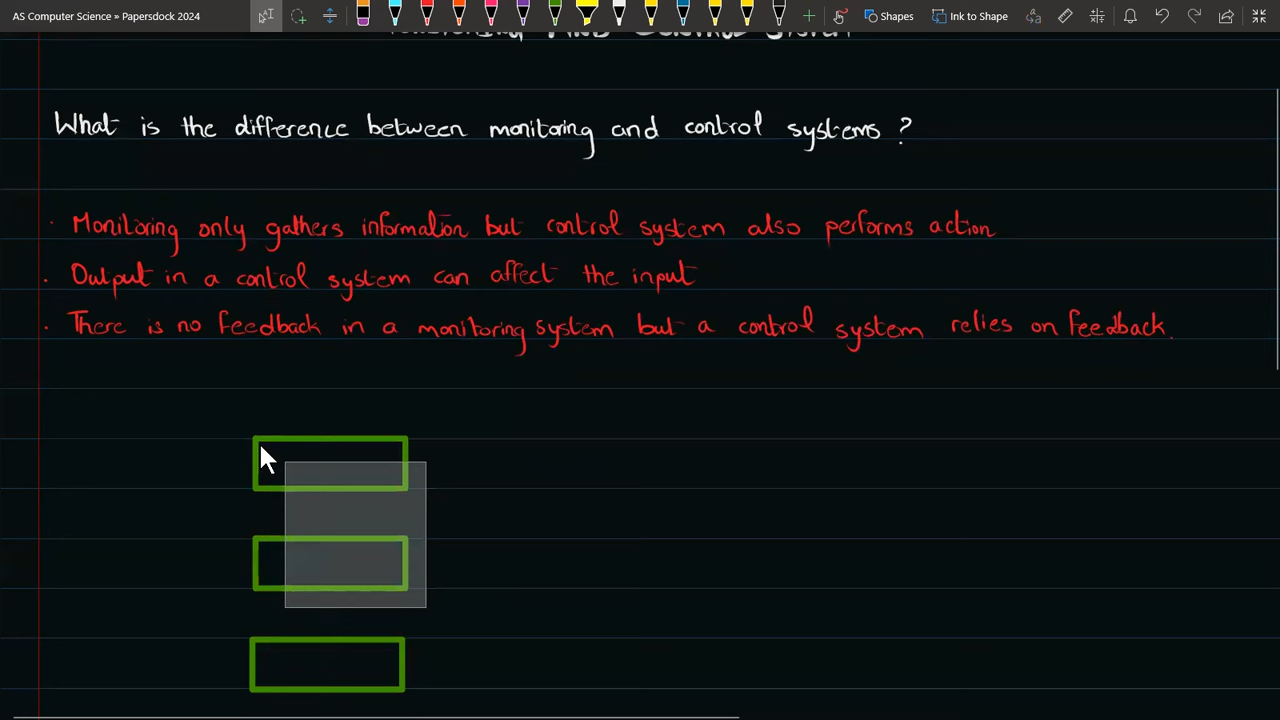 AS Computer Science » Papersdock 2024
Shapes
Ink to Shape
What is the difference between monitoring and control systems ?
· Monitoring only gathers information but control system also performs action
· Output in a control system can affect the input
· There is no feedback in a monitoring system but a control system relies on feedback.